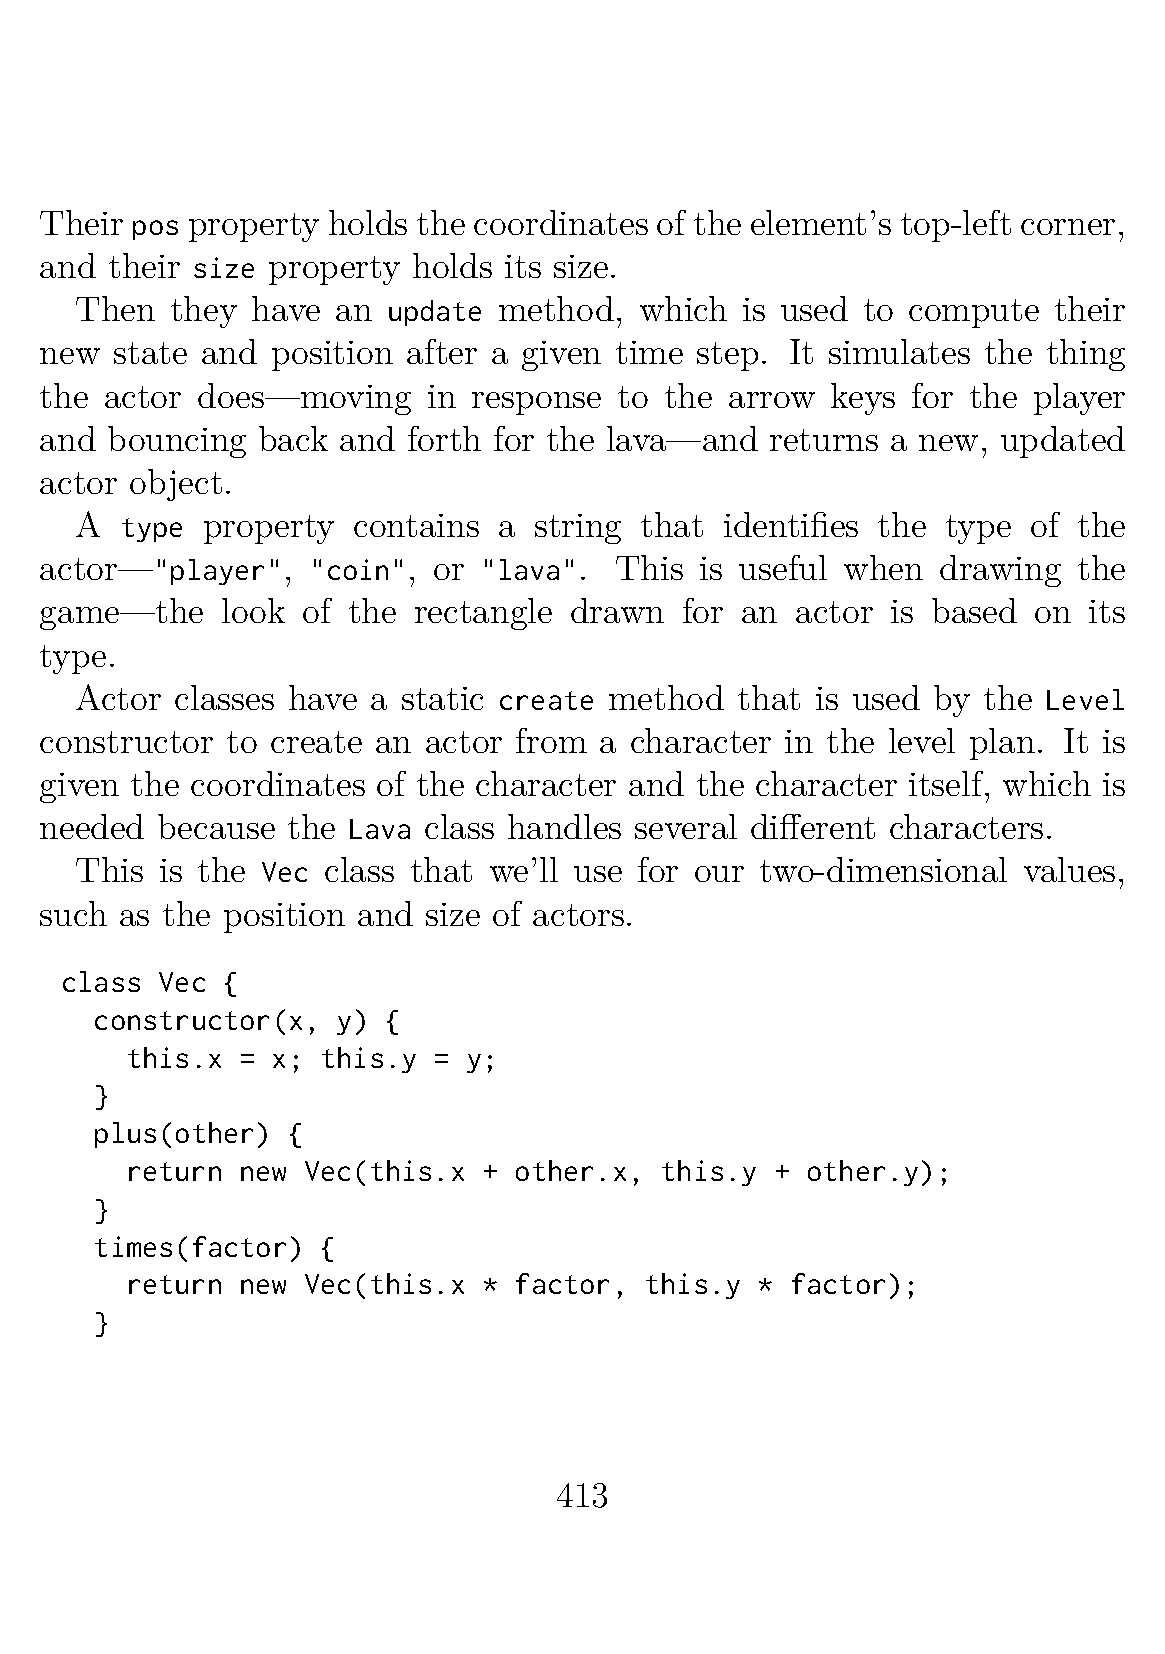 Their pos property holds the coordinates of the element's top-left corner,
and their size property holds its size.
Then they have an update method, which is used to compute their
new state and position after a given time step. It simulates the thing
the actor does—moving in response to the arrow keys for the player
and bouncing back and forth for the lava—and returns a new, updated
actor object.
A type property contains a string that identifies the type of the
actor—"player", "coin", or "lava". This is useful when drawing the
game—the look of the rectangle drawn for an actor is based on its
type.
Actor classes have a static create method that is used by the Level
constructor to create an actor from a character in the level plan. It is
given the coordinates of the character and the character itself, which is
needed because the Lava class handles several different characters.
This is the Vec class that we'll use for our two-dimensional values,
such as the position and size of actors.
class Vec {
  constructor(x, y) {
    this.x = x; this.y = y;
  }
  plus(other) {
    return new Vec(this.x + other.x, this.y + other.y);
  }
  times(factor) {
    return new Vec(this.x * factor, this.y * factor);
  }
413